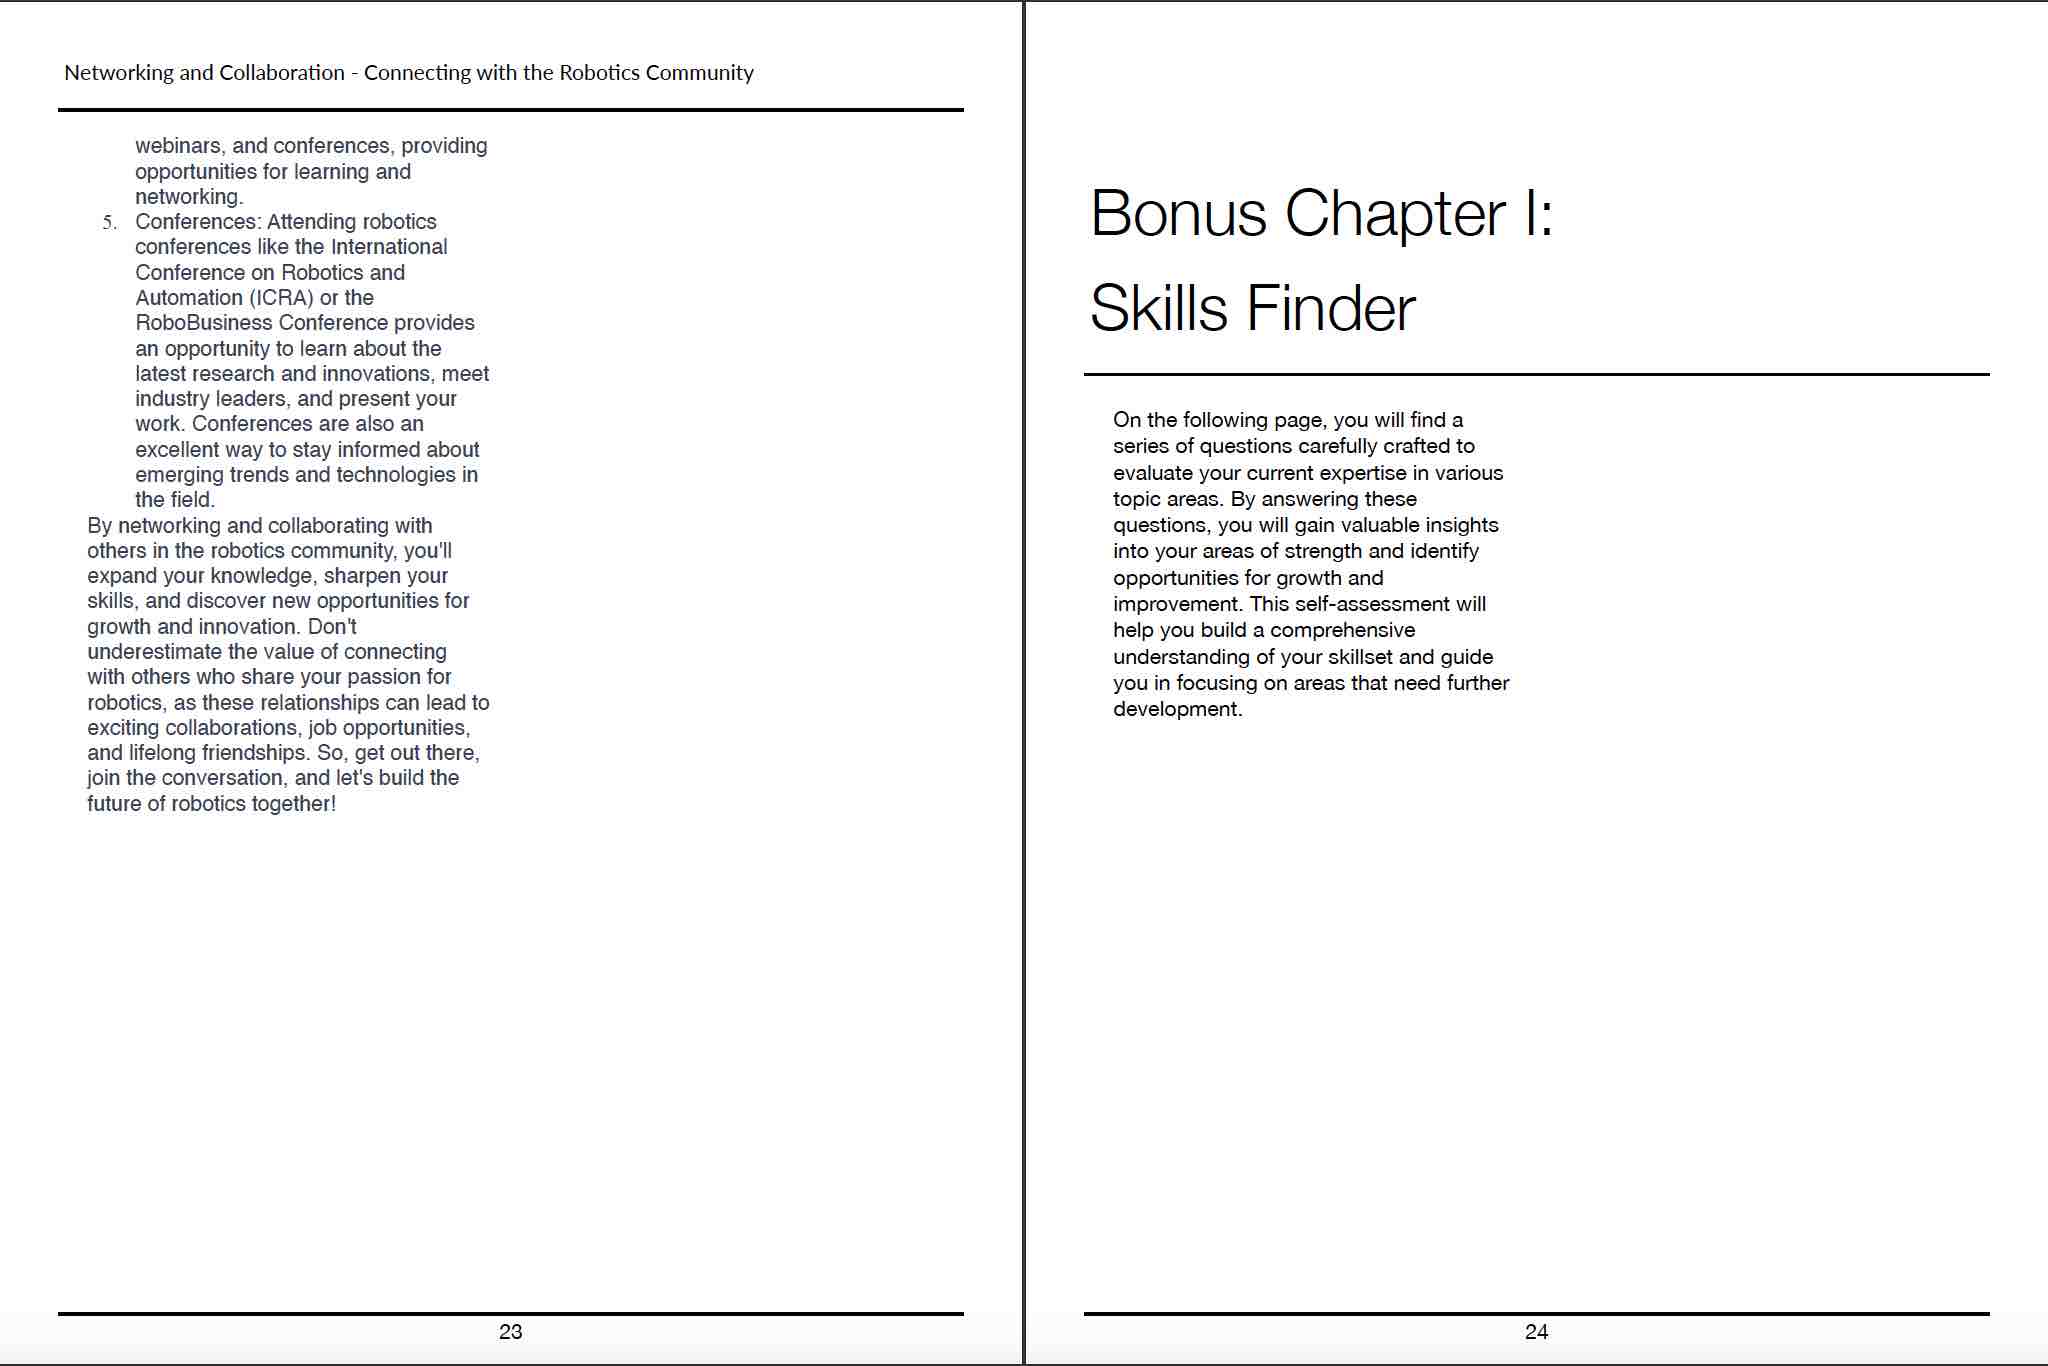 Networking and Collaboration - Connecting with the Robotics Community
webinars, and conferences, providing
opportunities for learning and
networking.
5. Conferences: Attending robotics
conferences like the International
Conference on Robotics and
Automation (ICRA) or the
RoboBusiness Conference provides
an opportunity to learn about the
latest research and innovations, meet
industry leaders, and present your
work. Conferences are also an
excellent way to stay informed about
emerging trends and technologies in
the field.
By networking and collaborating with
others in the robotics community, you'll
expand your knowledge, sharpen your
skills, and discover new opportunities for
growth and innovation. Don't
underestimate the value of connecting
with others who share your passion for
robotics, as these relationships can lead to
exciting collaborations, job opportunities,
and lifelong friendships. So, get out there,
join the conversation, and let's build the
future of robotics together!
23
Bonus Chapter I:
Skills Finder
On the following page, you will find a
series of questions carefully crafted to
evaluate your current expertise in various
topic areas. By answering these
questions, you will gain valuable insights
into your areas of strength and identify
opportunities for growth and
improvement. This self-assessment will
help you build a comprehensive
understanding of your skillset and guide
you in focusing on areas that need further
development.
24